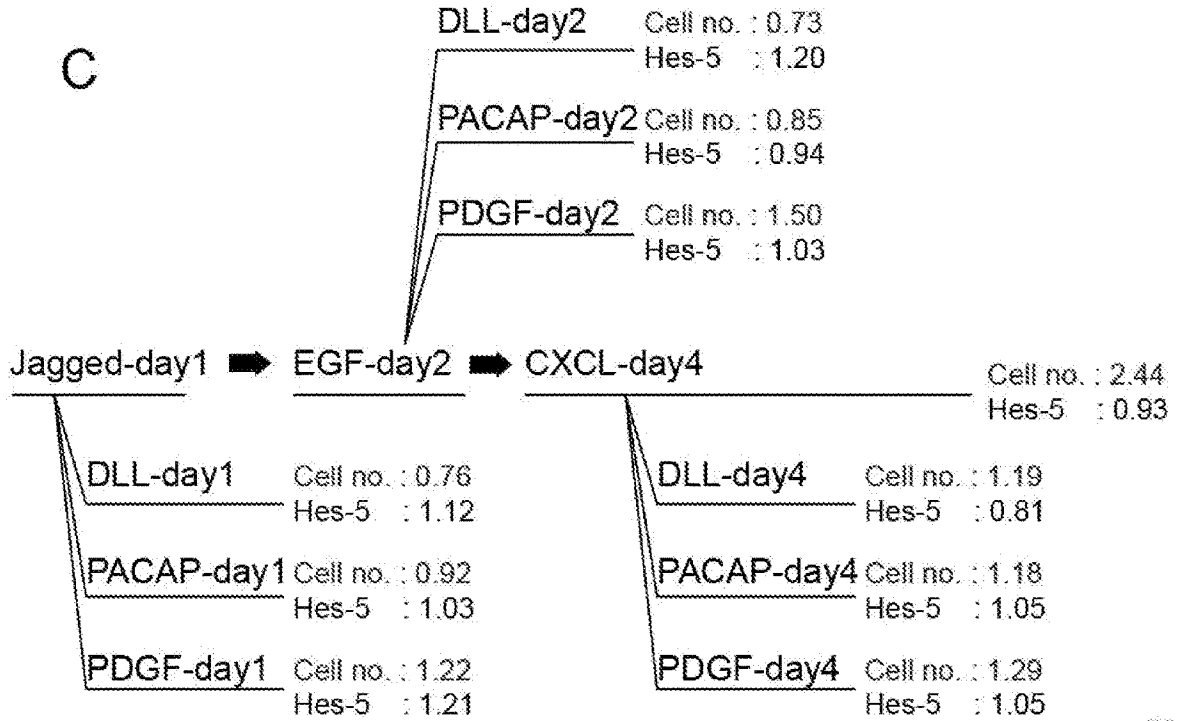 C
DLL-day2 Cell no. : 0.73
Hes-5 : 1.20
PACAP-day2 Cell no. : 0.85
Hes-5 : 0.94
PDGF-day2 Cell no. : 1.50
Hes-5 : 1.03
Jagged-day1 EGF-day2 CXCL-day4
Cell no. : 2.44
Hes-5 : 0.93
DLL-day1 Cell no. : 0.76 DLL-day4 Cell no. : 1.19
Hes-5 : 1.12 Hes-5 : 0.81
PACAP-day1 Cell no. : 0.92 PACAP-day4 Cell no. : 1.18
Hes-5 : 1.03 Hes-5 : 1.05
PDGF-day1 Cell no. : 1.22 PDGF-day4 Cell no. : 1.29
Hes-5 : 1.21 Hes-5 : 1.05